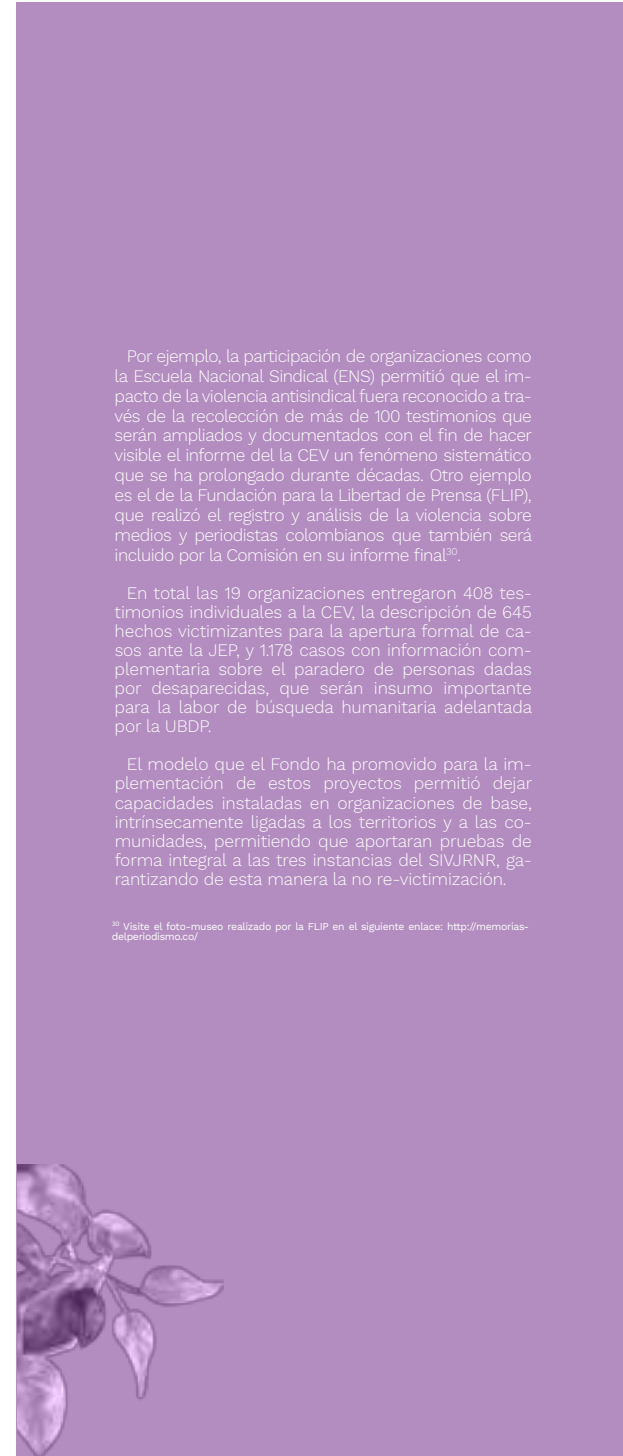 Por ejemplo, la participación de organizaciones como
la Escuela Nacional Sindical (ENS) permitió que el im-
pacto de la violencia antisindical fuera reconocido a tra-
vés de la recolección de más de 100 testimonios que
serán ampliados y documentados con el fin de hacer
visible el informe del la CEV un fenómeno sistemático
que se ha prolongado durante décadas. Otro ejemplo
es el de la Fundación para la Libertad de Prensa (FLIP),
que realizó el registro y análisis de la violencia sobre
medios y periodistas colombianos que también será
incluido por la Comisión en su informe final³⁰.
En total las 19 organizaciones entregaron 408 tes-
timonios individuales a la CEV, la descripción de 645
hechos victimizantes para la apertura formal de ca-
sos ante la JEP, y 1.178 casos con información com-
plementaria sobre el paradero de personas dadas
por desaparecidas, que serán insumo importante
para la labor de búsqueda humanitaria adelantada
por la UBDP.
El modelo que el Fondo ha promovido para la im-
plementación de estos proyectos permitió dejar
capacidades instaladas en organizaciones de base,
intrínsecamente ligadas a los territorios y a las co-
munidades, permitiendo que aportaran pruebas de
forma integral a las tres instancias del SIVJRNR, ga-
rantizando de esta manera la no re-victimización.
³⁰ Visite el foto-museo realizado por la FLIP en el siguiente enlace: http://memorias-
delperiodismo.co/